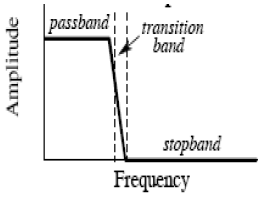 passband
transition
band
Amplitude
stopband
Frequency